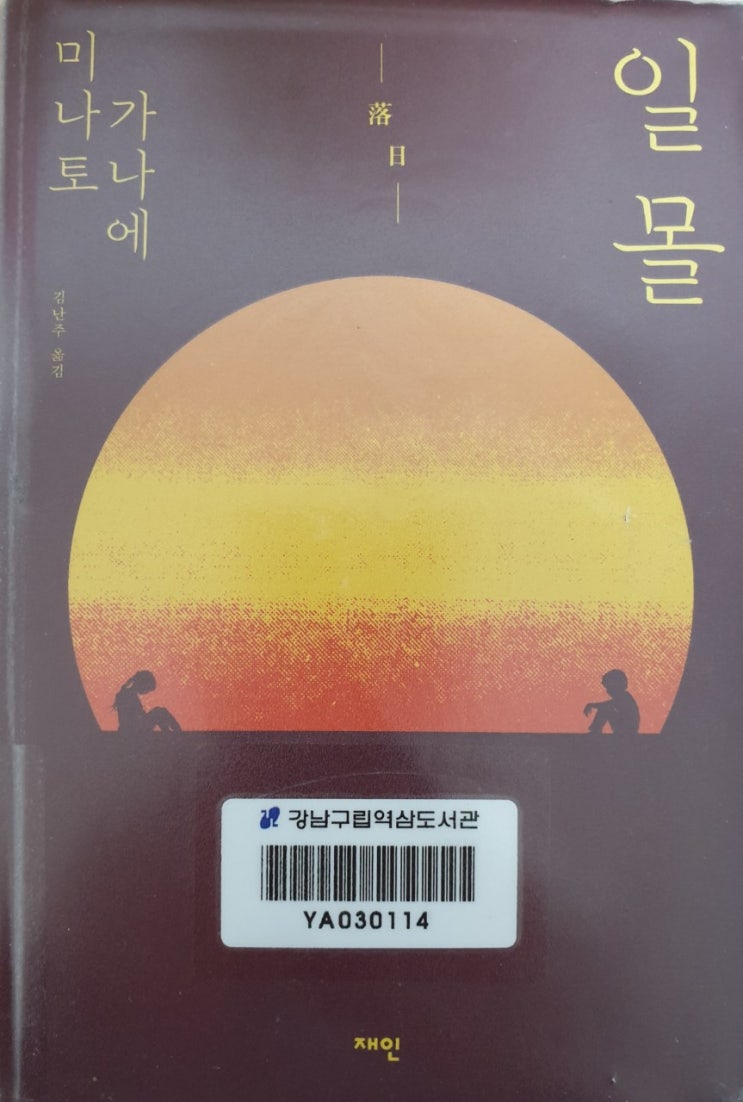 일몰
落日
미나토
가나에
김난주 옮김
강남구립역삼도서관
YA030114
재인